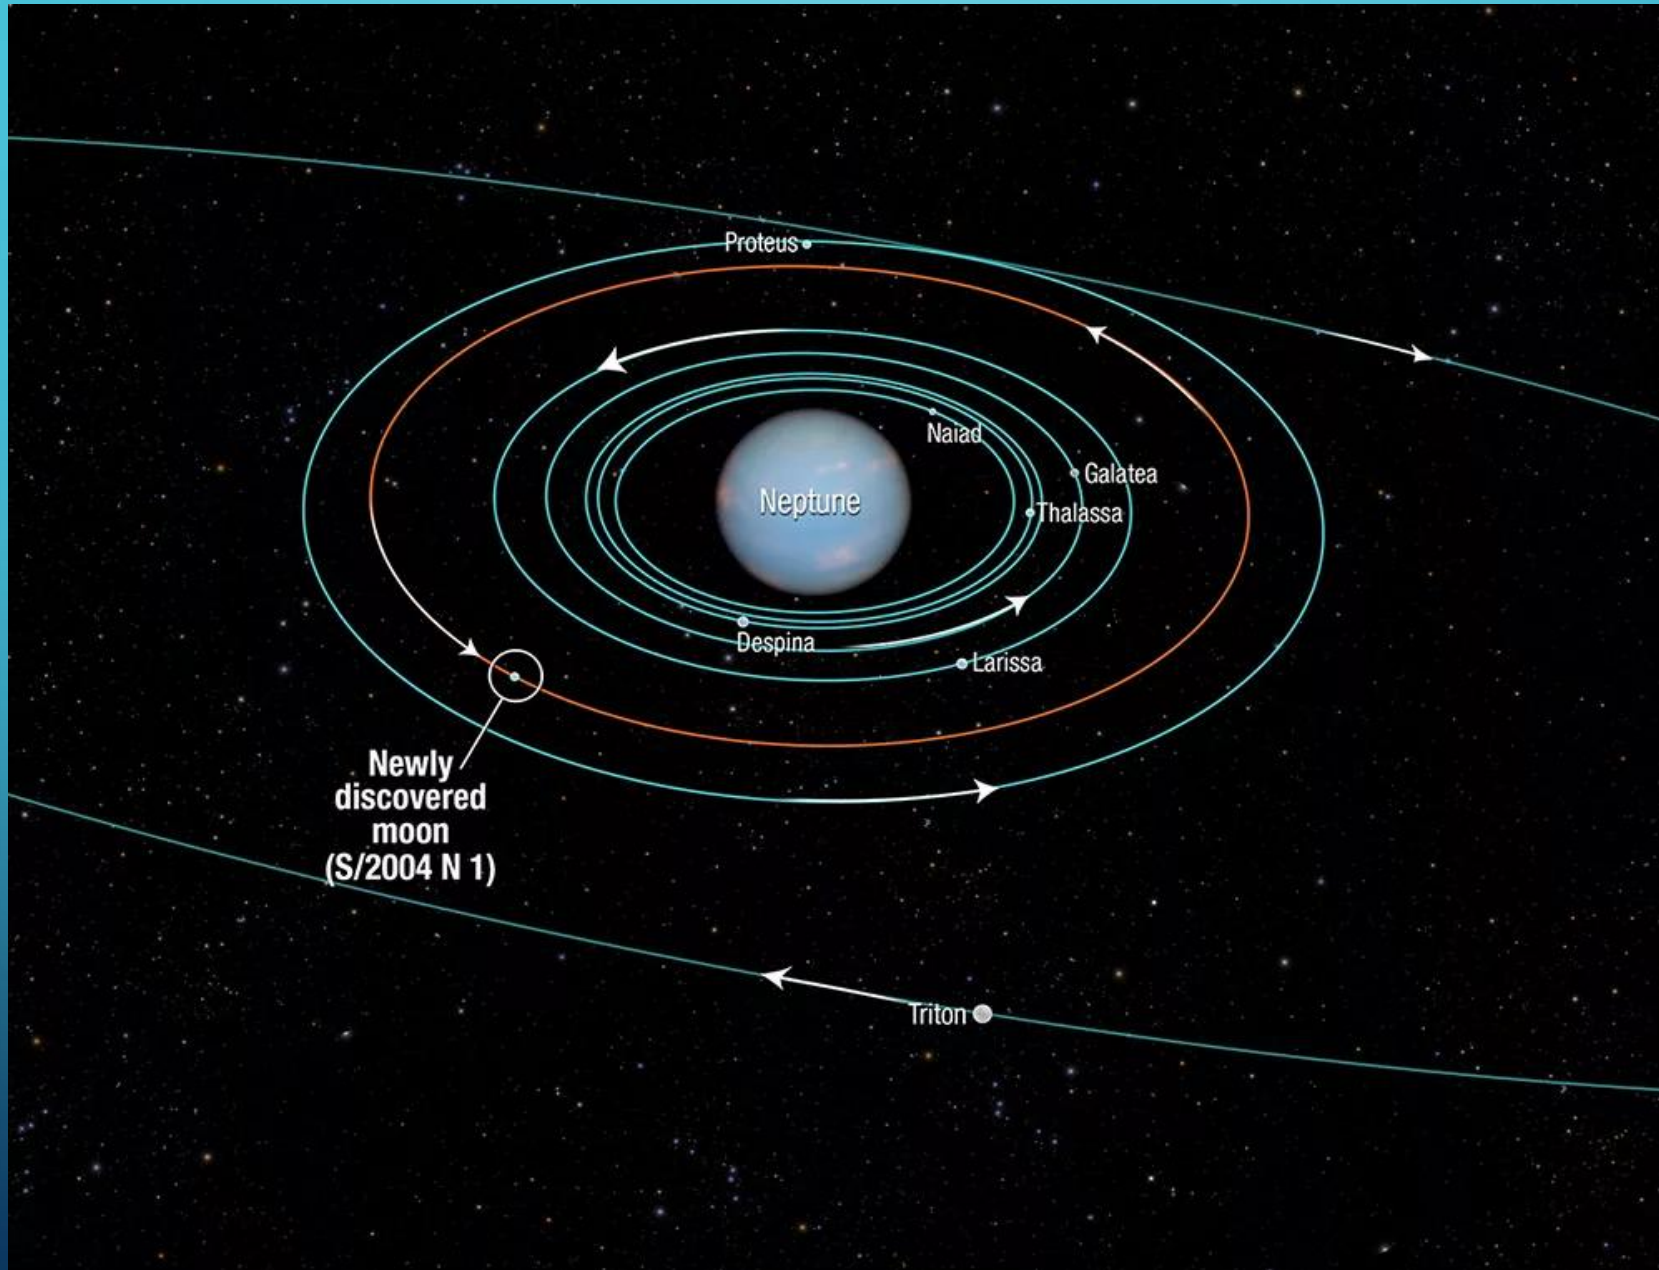 Proteus
Naiad
Galatea
Neptune
Thalassa
Despina
Larissa
Newly
discovered
moon
(S/2004 N 1)
Triton